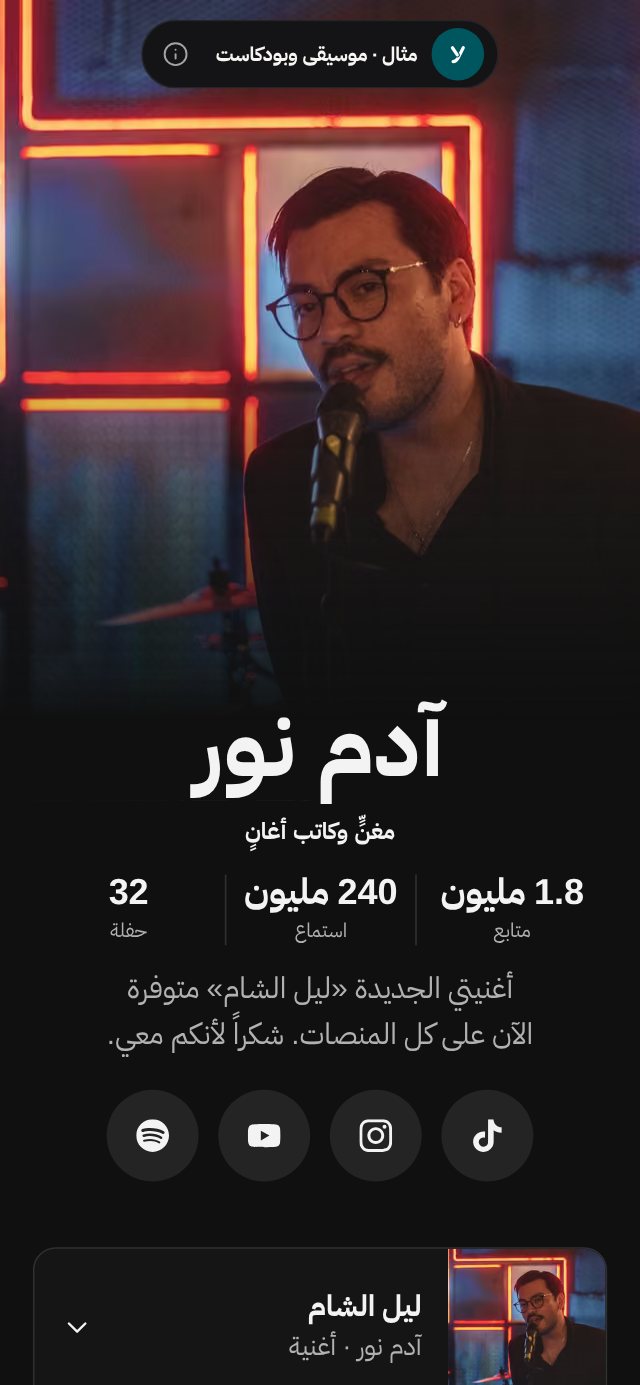 مثال · موسيقى وبودكاست
آدم نور
مغنٍّ وكاتب أغانٍ
1.8 مليون
متابع
240 مليون
استماع
32
حفلة
أغنيتي الجديدة «ليل الشام» متوفرة
الآن على كل المنصات. شكراً لأنكم معي.
ليل الشام
آدم نور · أغنية